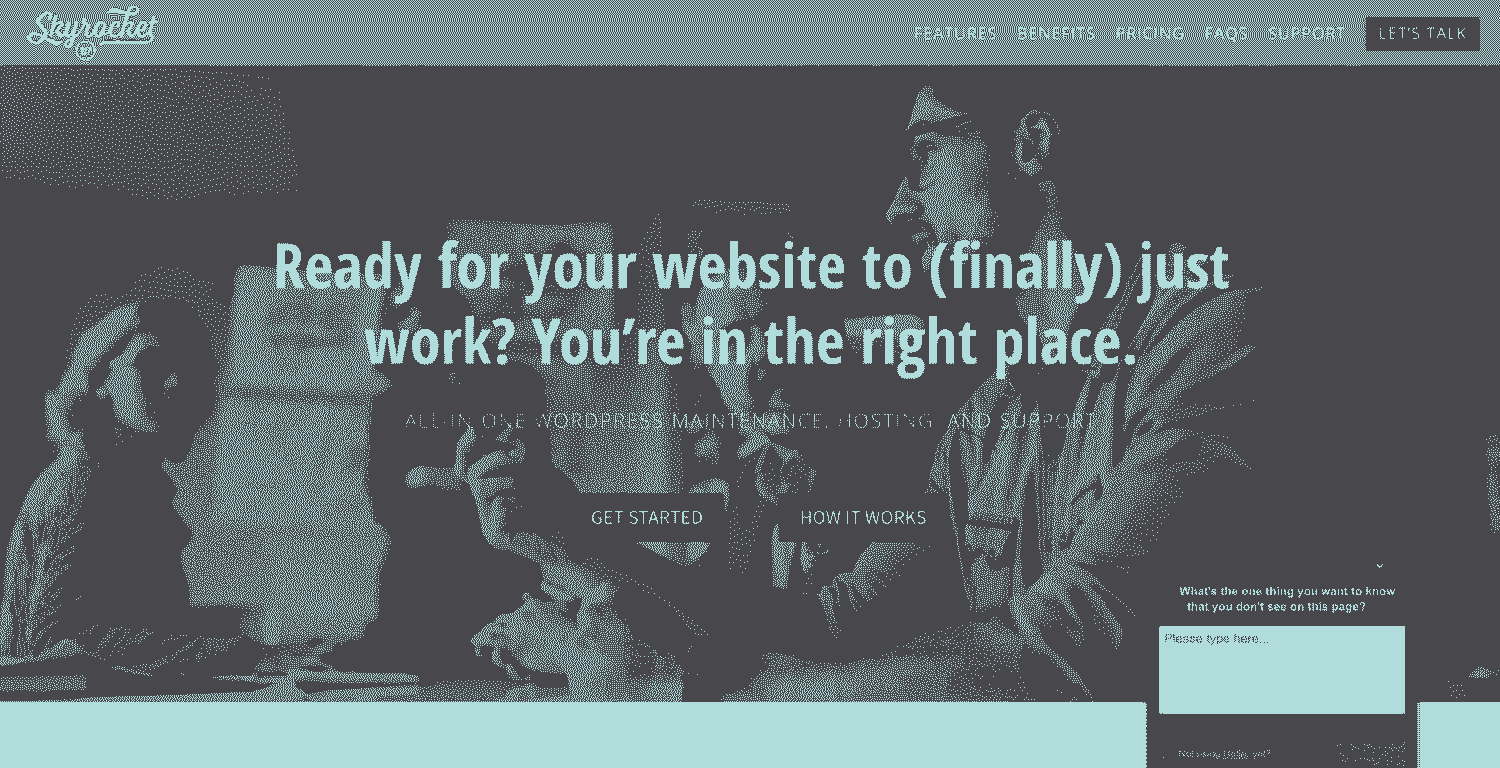 Skyrocket
FEATURES BENEFITS PRICING FAQS SUPPORT LET'S TALK
Ready for your website to (finally) just
work? You’re in the right place.
ALL-IN-ONE WORDPRESS MAINTENANCE, HOSTING, AND SUPPORT
GET STARTED HOW IT WORKS
What's the one thing you want to know
that you don't see on this page?
Please type here...